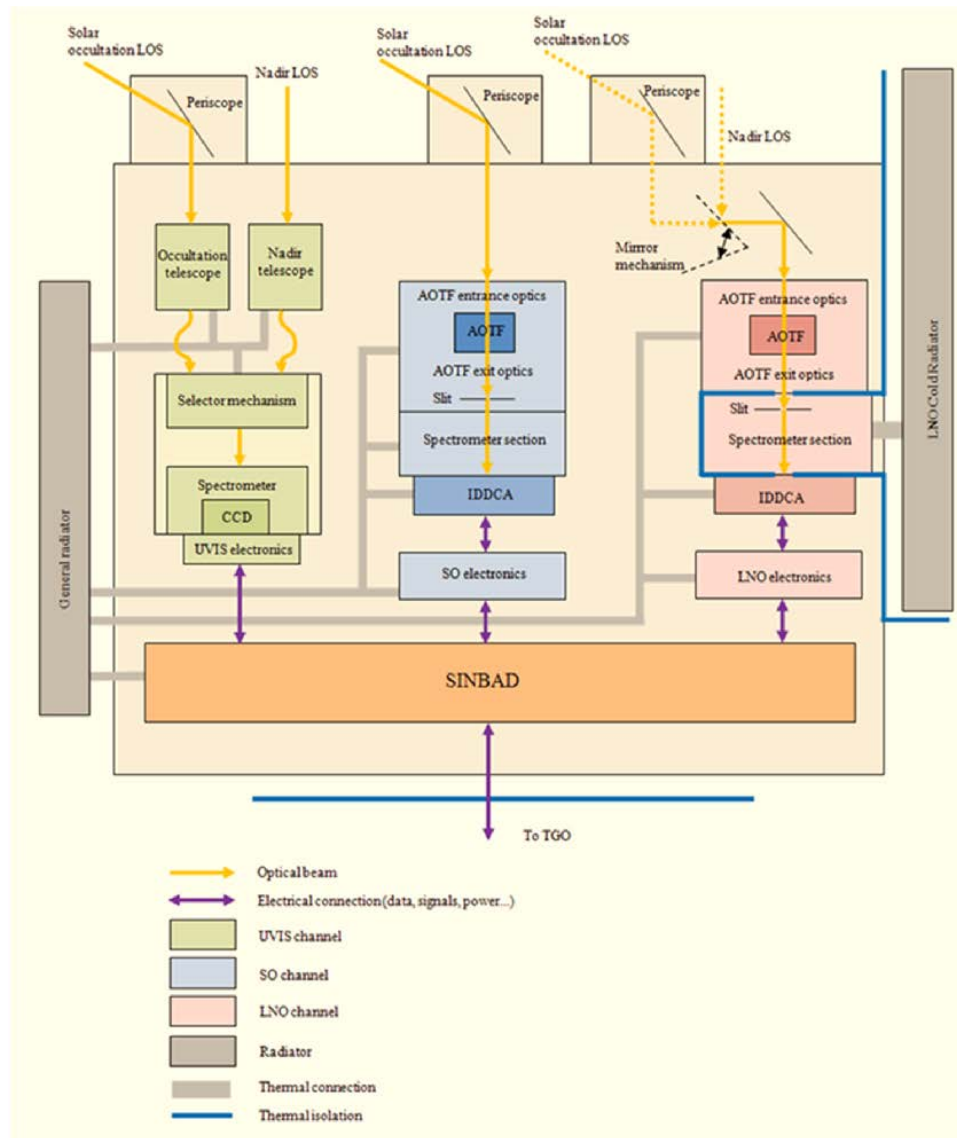 Solar
occultation LOS
Nadir LOS
Periscope
Solar
occultation LOS
Periscope
Solar
occultation LOS
Periscope
Nadir LOS
Mirrror
mechanism
Occultation
telescope
Nadir
telescope
Selector mechanism
Spectrometer
CCD
UVIS electronics
AOTF entrance optics
AOTF
AOTF exit optics
Slit
Spectrometer section
IDDCA
SO electronics
AOTF entrance optics
AOTF
AOTF exit optics
Slit
Spectrometer section
IDDCA
LNO electronics
General radiator
LNO Cold Radiator
SINBAD
To TGO
Optical beam
Electrical connection (data, signals, power...)
UVIS channel
SO channel
LNO channel
Radiator
Thermal connection
Thermal isolation